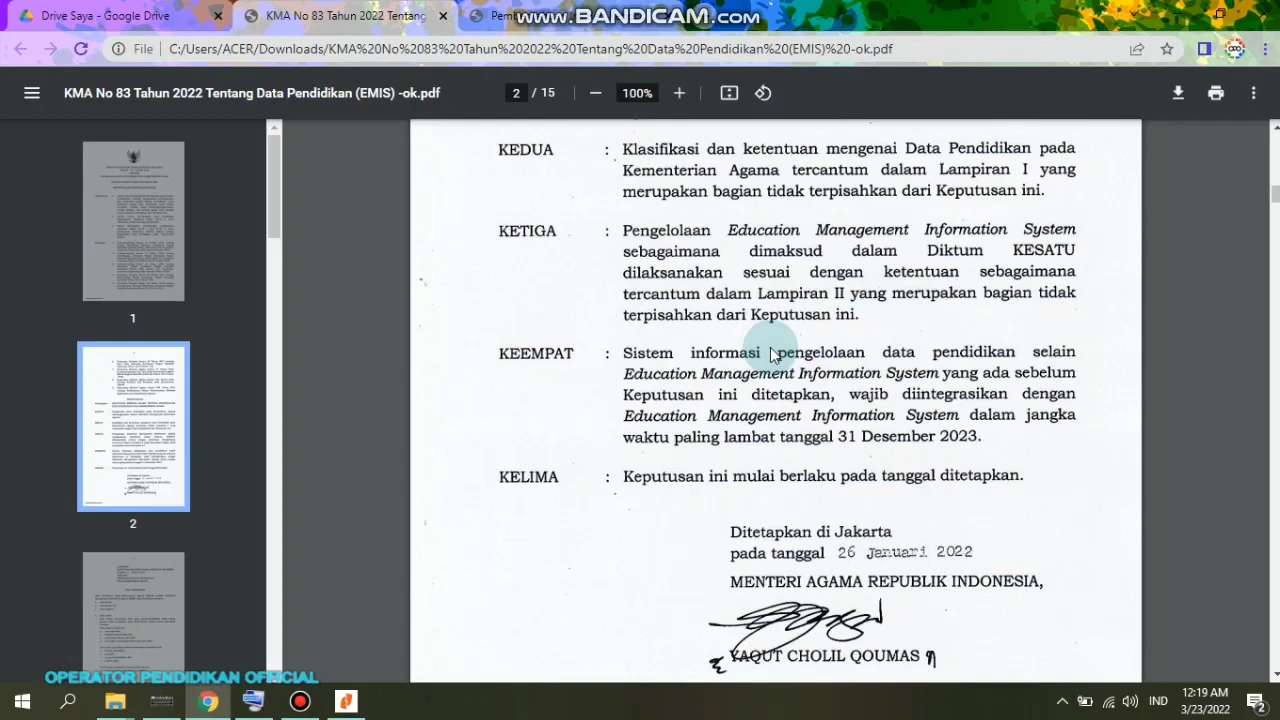 Drive Saya - Google Drive
KMA No 83 Tahun 2022 Tentang
www.BANDICAM.com
File
C:/Users/ACER/Downloads/KMA%20No%2083%20Tahun%202022%20Tentang%20Data%20Pendidikan%20(EMIS)%20-ok.pdf
KMA No 83 Tahun 2022 Tentang Data Pendidikan (EMIS) -ok.pdf
2 / 15
100%
1
2
KEDUA : Klasifikasi dan ketentuan mengenai Data Pendidikan pada
Kementerian Agama tercantum dalam Lampiran I yang
merupakan bagian tidak terpisahkan dari Keputusan ini.
KETIGA : Pengelolaan Education Management Information System
sebagaimana dimaksud dalam Diktum KESATU
dilaksanakan sesuai dengan ketentuan sebagaimana
tercantum dalam Lampiran II yang merupakan bagian tidak
terpisahkan dari Keputusan ini.
KEEMPAT : Sistem informasi pengelolaan data pendidikan selain
Education Management Information System yang ada sebelum
Keputusan ini ditetapkan, wajib diintegrasikan dengan
Education Management Information System dalam jangka
waktu paling lambat tanggal 31 Desember 2023.
KELIMA : Keputusan ini mulai berlaku pada tanggal ditetapkan.
Ditetapkan di Jakarta
pada tanggal 26 Januari 2022
MENTERI AGAMA REPUBLIK INDONESIA,
YAQUT CHOLIL QOUMAS
OPERATOR PENDIDIKAN OFFICIAL
IND
12:19 AM
3/23/2022
2